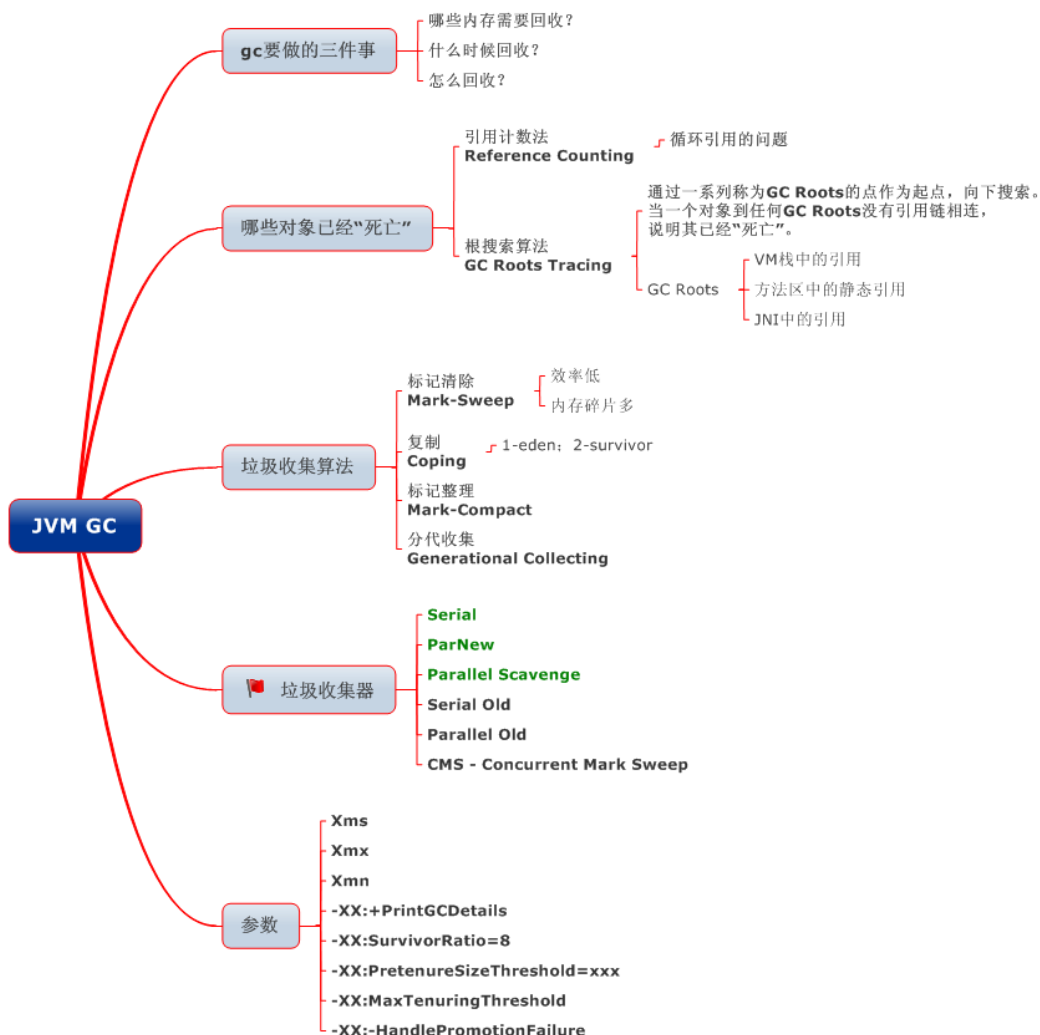 gc要做的三件事
哪些内存需要回收？
什么时候回收？
怎么回收？
哪些对象已经“死亡”
引用计数法
Reference Counting
循环引用的问题
根搜索算法
GC Roots Tracing
通过一系列称为GC Roots的点作为起点，向下搜索。
当一个对象到任何GC Roots没有引用链相连，
说明其已经“死亡”。
GC Roots
VM栈中的引用
方法区中的静态引用
JNI中的引用
垃圾收集算法
标记清除
Mark-Sweep
效率低
内存碎片多
复制
Coping
1-eden；2-survivor
标记整理
Mark-Compact
分代收集
Generational Collecting
JVM GC
垃圾收集器
Serial
ParNew
Parallel Scavenge
Serial Old
Parallel Old
CMS - Concurrent Mark Sweep
参数
Xms
Xmx
Xmn
-XX:+PrintGCDetails
-XX:SurvivorRatio=8
-XX:PretenureSizeThreshold=xxx
-XX:MaxTenuringThreshold
-XX:-HandlePromotionFailure